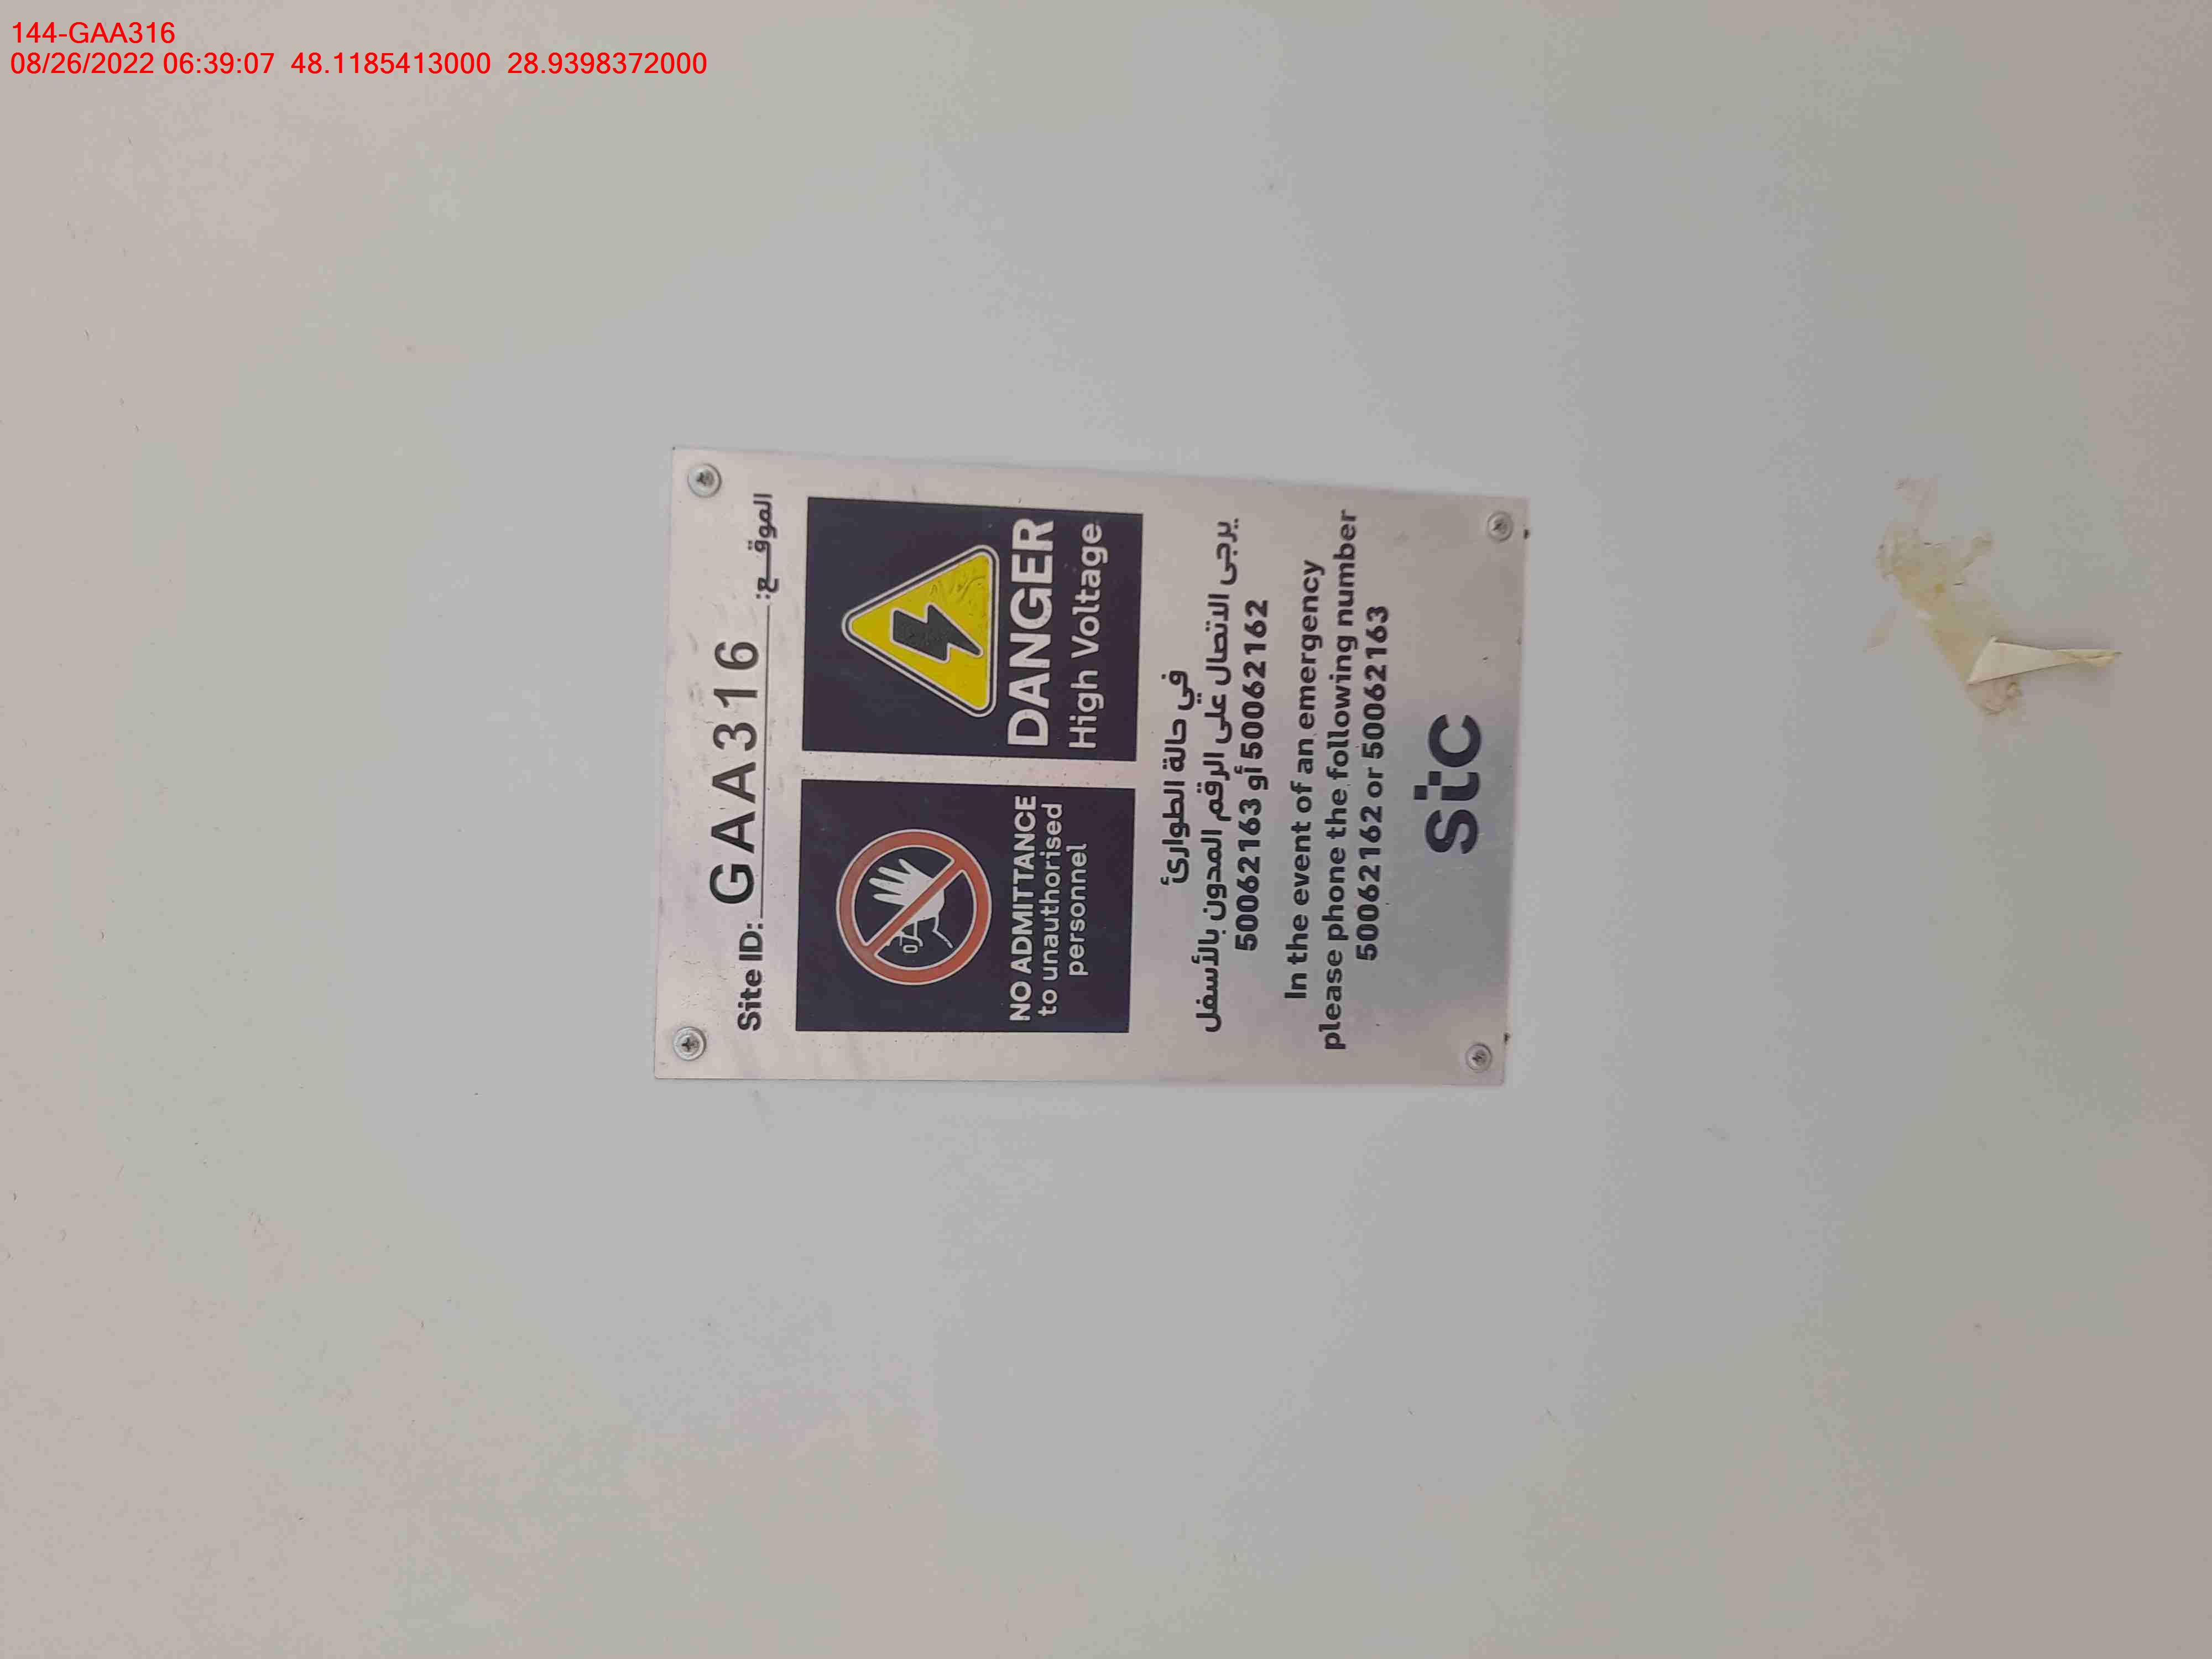 144-GAA316
08/26/2022 06:39:07 48.1185413000 28.9398372000
Site ID: GAA316 الموقـع:
NO ADMITTANCE
to unauthorised
personnel
DANGER
High Voltage
في حالة الطوارئ
يرجى الاتصال على الرقم المدون بالأسفل
50062163 أو 50062162
In the event of an emergency
please phone the following number
50062162 or 50062163
stc